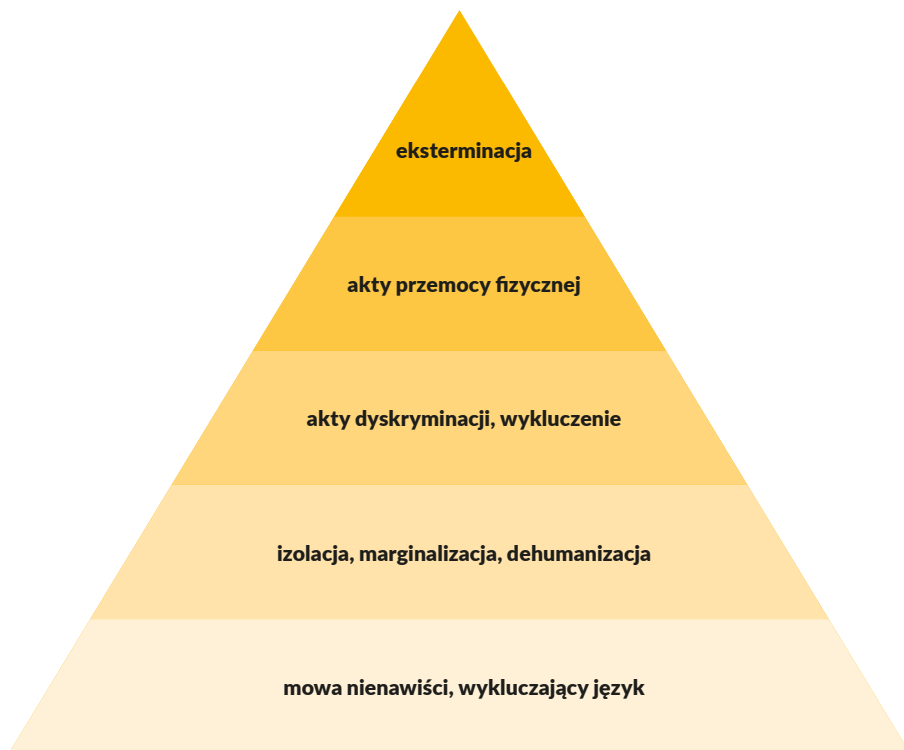 eksterminacja
akty przemocy fizycznej
akty dyskryminacji, wykluczenie
izolacja, marginalizacja, dehumanizacja
mowa nienawiści, wykluczający język